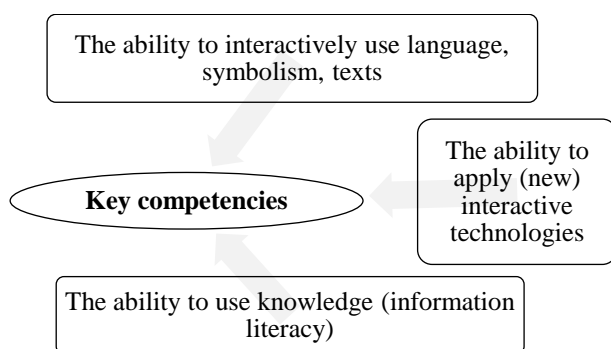 The ability to interactively use language,
symbolism, texts
Key competencies
The ability to
apply (new)
interactive
technologies
The ability to use knowledge (information
literacy)